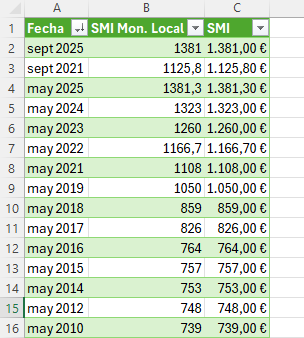 A B C
1 Fecha SMI Mon. Local SMI
2 sept 2025 1381 1.381,00 €
3 sept 2021 1125,8 1.125,80 €
4 may 2025 1381,3 1.381,30 €
5 may 2024 1323 1.323,00 €
6 may 2023 1260 1.260,00 €
7 may 2022 1166,7 1.166,70 €
8 may 2021 1108 1.108,00 €
9 may 2019 1050 1.050,00 €
10 may 2018 859 859,00 €
11 may 2017 826 826,00 €
12 may 2016 764 764,00 €
13 may 2015 757 757,00 €
14 may 2014 753 753,00 €
15 may 2012 748 748,00 €
16 may 2010 739 739,00 €